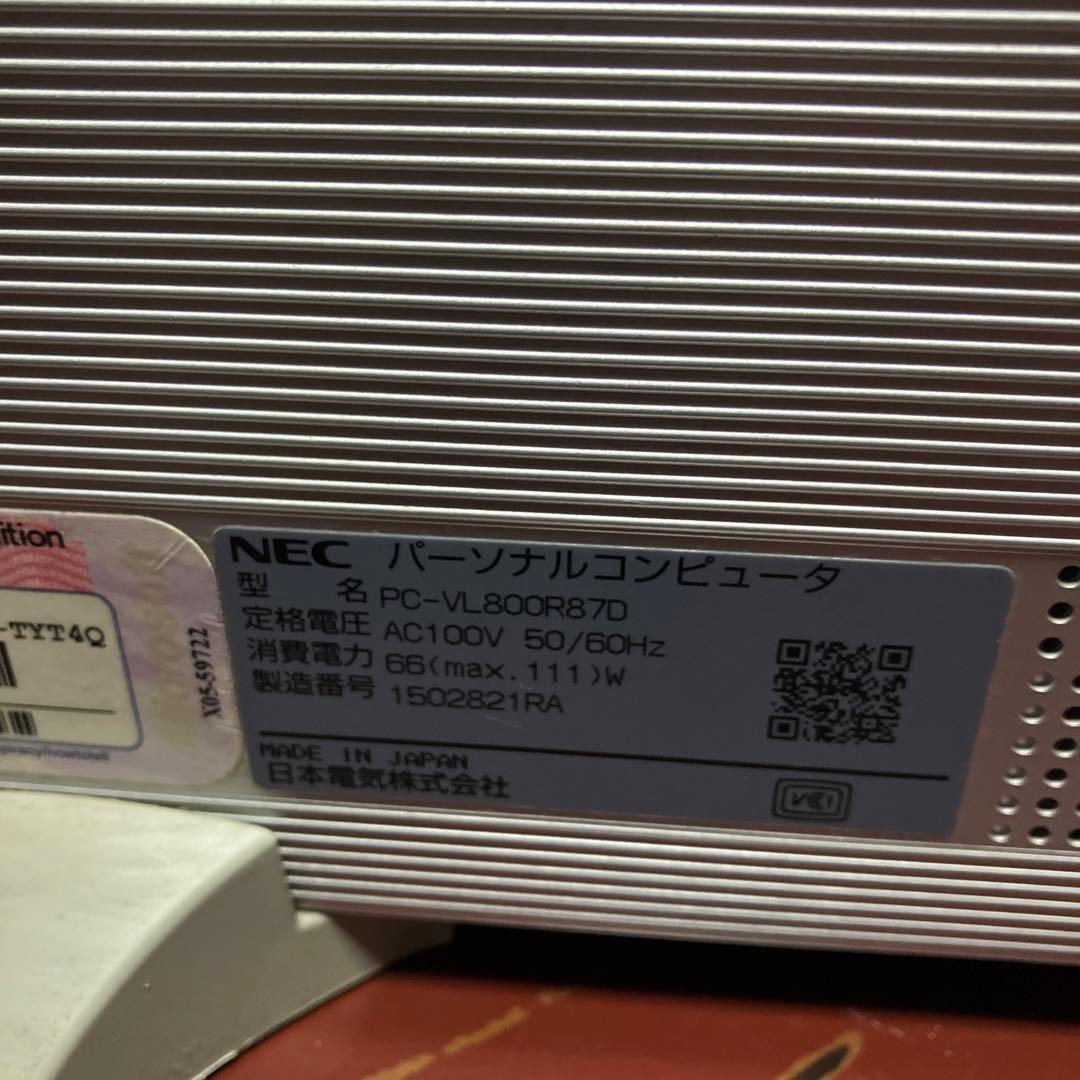 ition
-TYT4Q
X05-59722
piracy/howtotell
NEC パーソナルコンピュータ
型 名 PC-VL800R87D
定格電圧 AC100V 50/60Hz
消費電力 66(max.111)W
製造番号 1502821RA
MADE IN JAPAN
日本電気株式会社
VCI